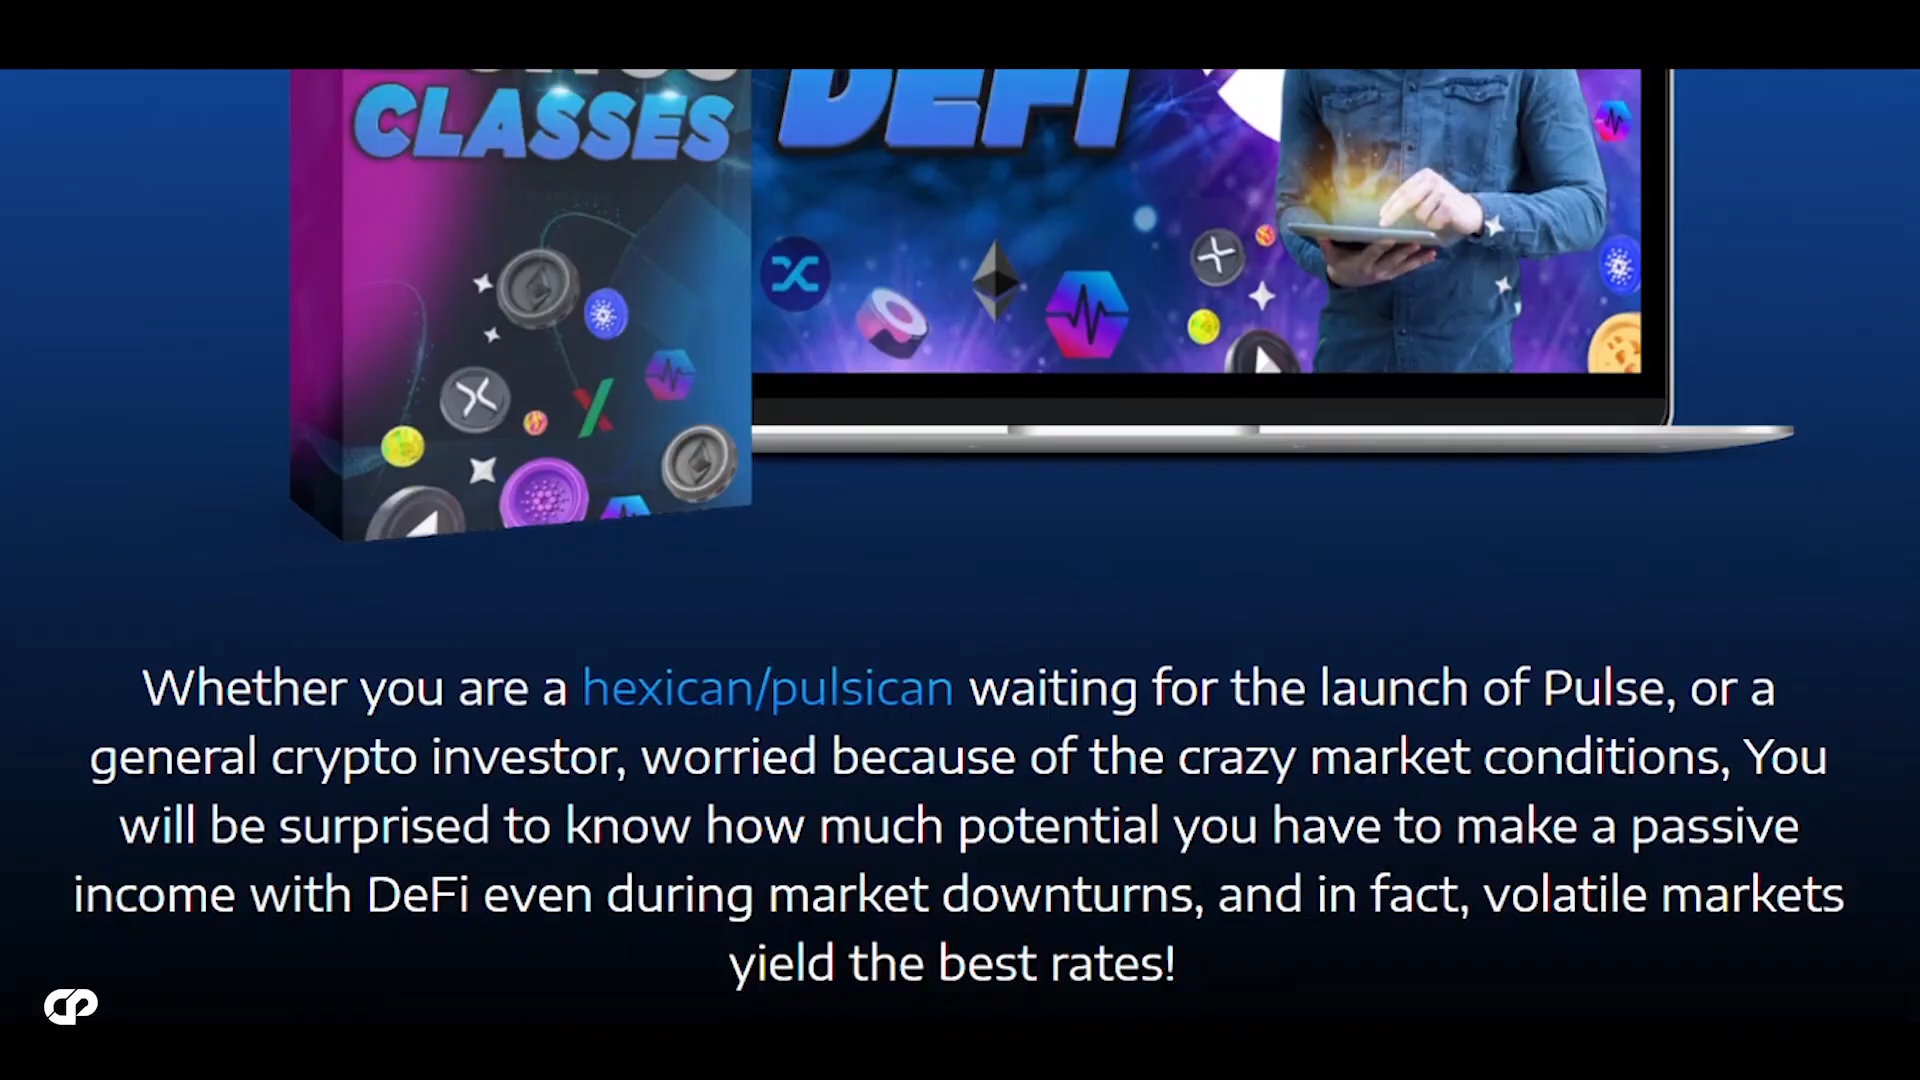 CLASSES
DEFI
Whether you are a hexican/pulsican waiting for the launch of Pulse, or a
general crypto investor, worried because of the crazy market conditions, You
will be surprised to know how much potential you have to make a passive
income with DeFi even during market downturns, and in fact, volatile markets
yield the best rates!